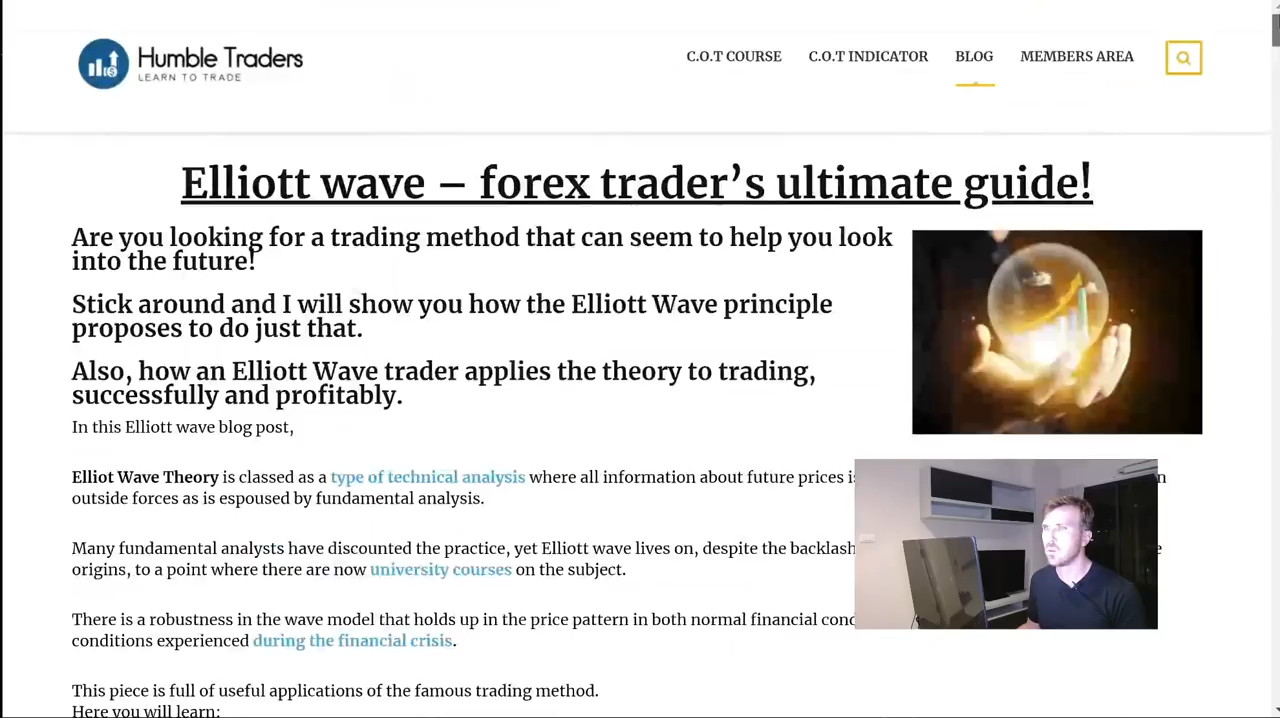 Humble Traders
LEARN TO TRADE
C.O.T COURSE
C.O.T INDICATOR
BLOG
MEMBERS AREA
Elliott wave – forex trader’s ultimate guide!
Are you looking for a trading method that can seem to help you look
into the future!
Stick around and I will show you how the Elliott Wave principle
proposes to do just that.
Also, how an Elliott Wave trader applies the theory to trading,
successfully and profitably.
In this Elliott wave blog post,
Elliot Wave Theory is classed as a type of technical analysis where all information about future prices
outside forces as is espoused by fundamental analysis.
Many fundamental analysts have discounted the practice, yet Elliott wave lives on, despite the backlash
origins, to a point where there are now university courses on the subject.
There is a robustness in the wave model that holds up in the price pattern in both normal financial
conditions experienced during the financial crisis.
This piece is full of useful applications of the famous trading method.
Here you will learn: